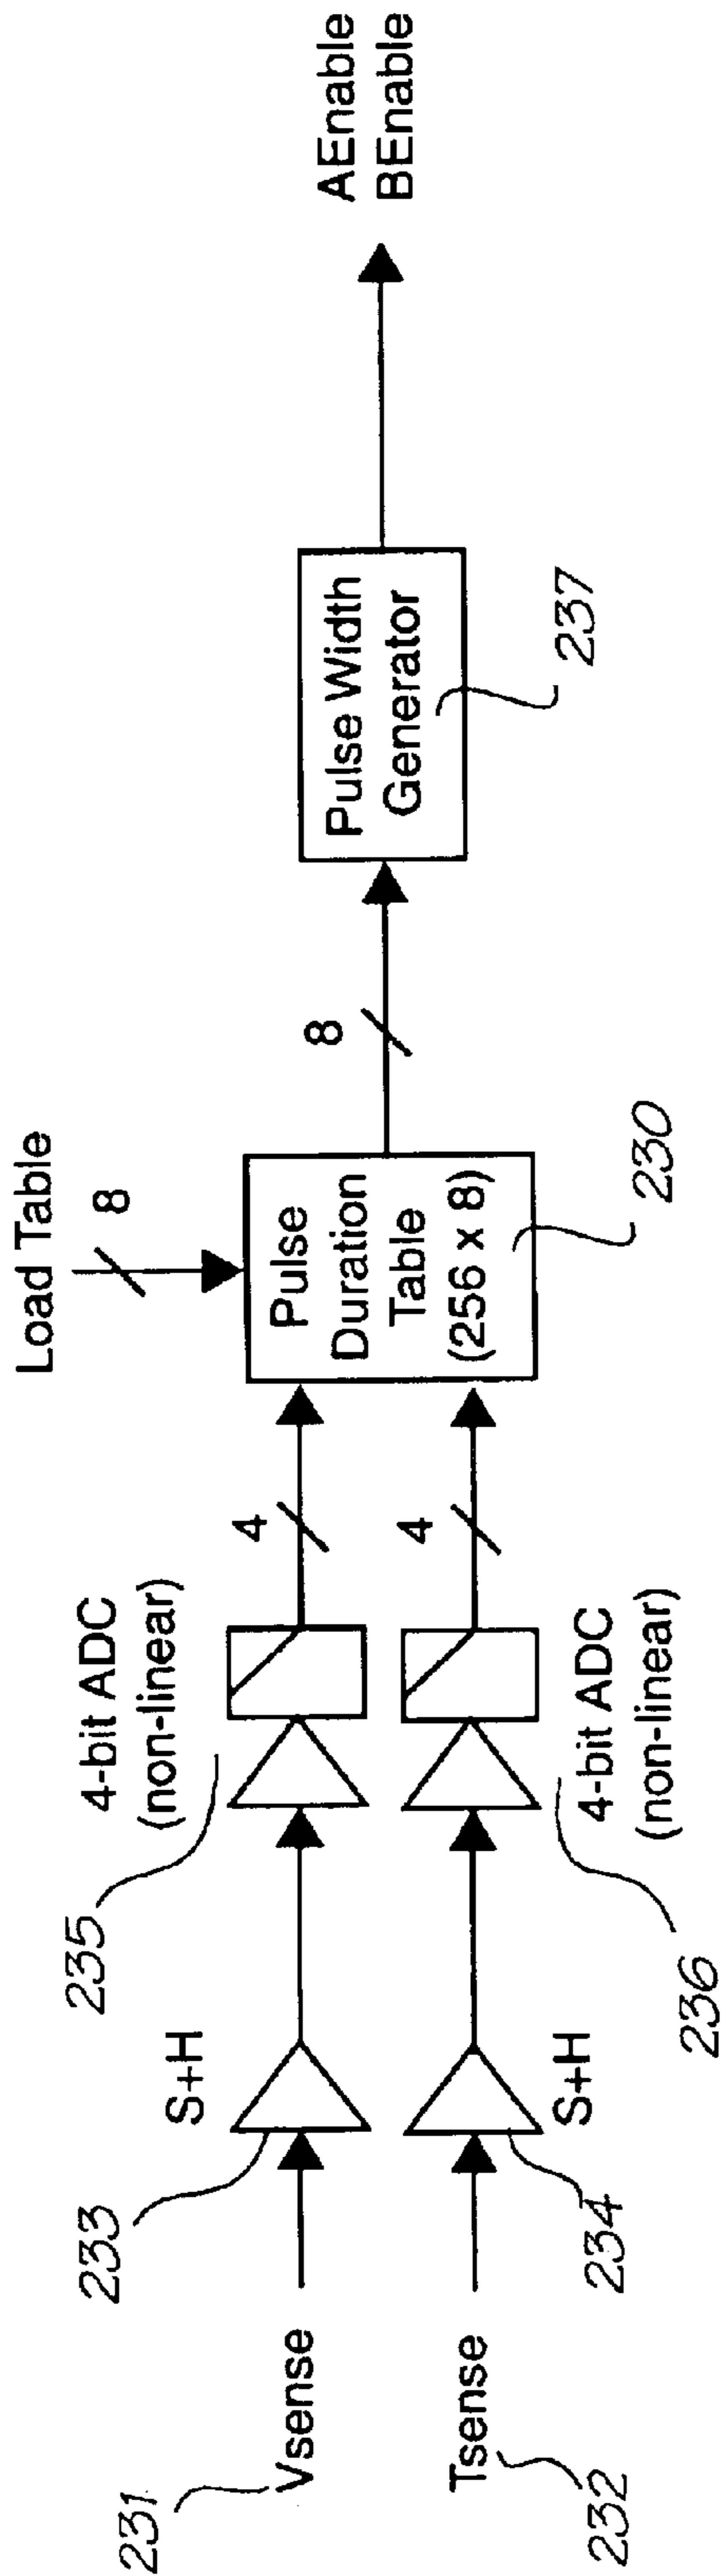 231
Vsense
232
Tsense
233
S+H
234
S+H
235
4-bit ADC
(non-linear)
236
4-bit ADC
(non-linear)
4
4
Load Table
8
Pulse
Duration
Table
(256 x 8)
230
8
Pulse Width
Generator
237
AEnable
BEnable